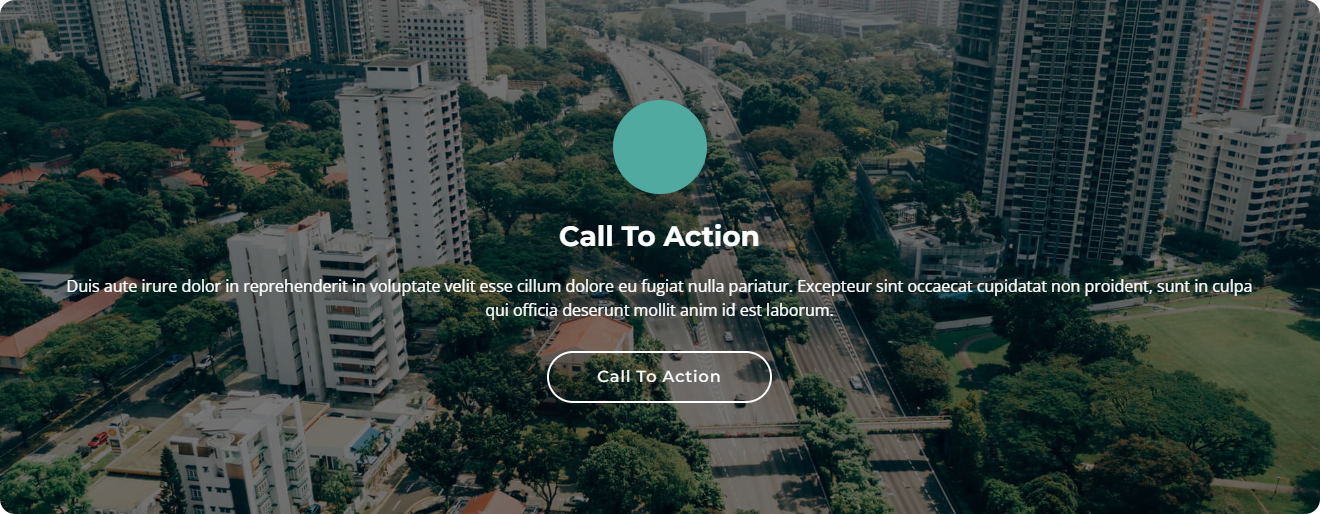 Call To Action
Duis aute irure dolor in reprehenderit in voluptate velit esse cillum dolore eu fugiat nulla pariatur. Excepteur sint occaecat cupidatat non proident, sunt in culpa
qui officia deserunt mollit anim id est laborum.
Call To Action